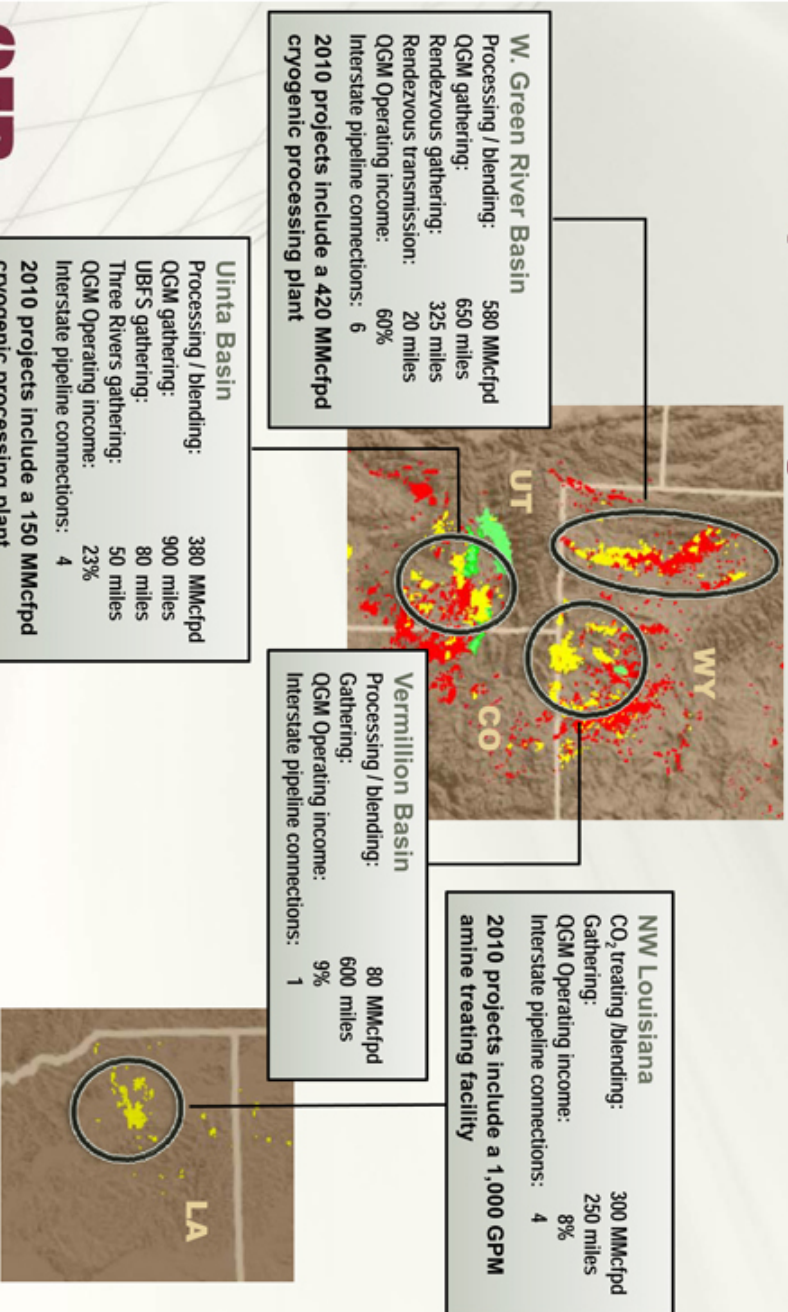 W. Green River Basin
Processing / blending: 580 MMcfpd
QGM gathering: 650 miles
Rendezvous gathering: 325 miles
Rendezvous transmission: 20 miles
QGM Operating income: 60%
Interstate pipeline connections: 6
2010 projects include a 420 MMcfpd
cryogenic processing plant
UT
WY
CO
NW Louisiana
CO₂ treating /blending: 300 MMcfpd
Gathering: 250 miles
QGM Operating income: 8%
Interstate pipeline connections: 4
2010 projects include a 1,000 GPM
amine treating facility
Vermillion Basin
Processing / blending: 80 MMcfpd
Gathering: 600 miles
QGM Operating income: 9%
Interstate pipeline connections: 1
Uinta Basin
Processing / blending: 380 MMcfpd
QGM gathering: 900 miles
UBFS gathering: 80 miles
Three Rivers gathering: 50 miles
QGM Operating income: 23%
Interstate pipeline connections: 4
2010 projects include a 150 MMcfpd
cryogenic processing plant
LA